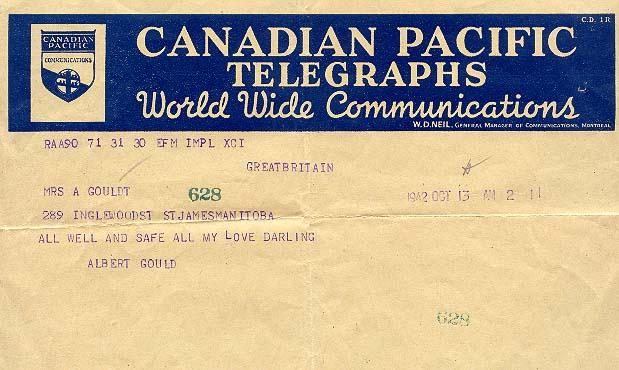 C.D. 1R
CANADIAN PACIFIC
COMMUNICATIONS
CANADIAN PACIFIC
TELEGRAPHS
World Wide Communications
W.D. NEIL, GENERAL MANAGER OF COMMUNICATIONS, MONTREAL
RAA90 71 31 30 EFM IMPL XCI
GREATBRITAIN
MRS A GOULDT 628 1942 OCT 13 AM 2 11
289 INGLEWOODST STJAMESMANITOBA
ALL WELL AND SAFE ALL MY LOVE DARLING
ALBERT GOULD
628